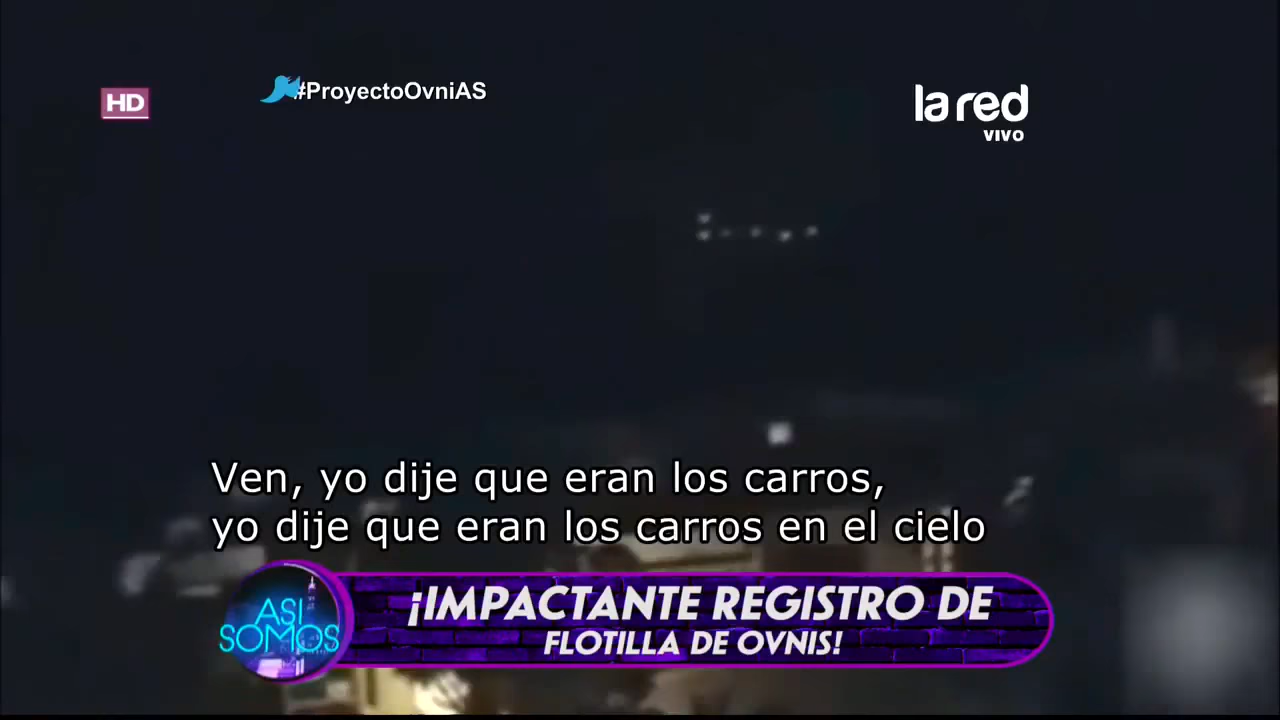 HD
#ProyectoOvniAS
la red
VIVO
Ven, yo dije que eran los carros,
yo dije que eran los carros en el cielo
ASI
SOMOS
¡IMPACTANTE REGISTRO DE
FLOTILLA DE OVNIS!